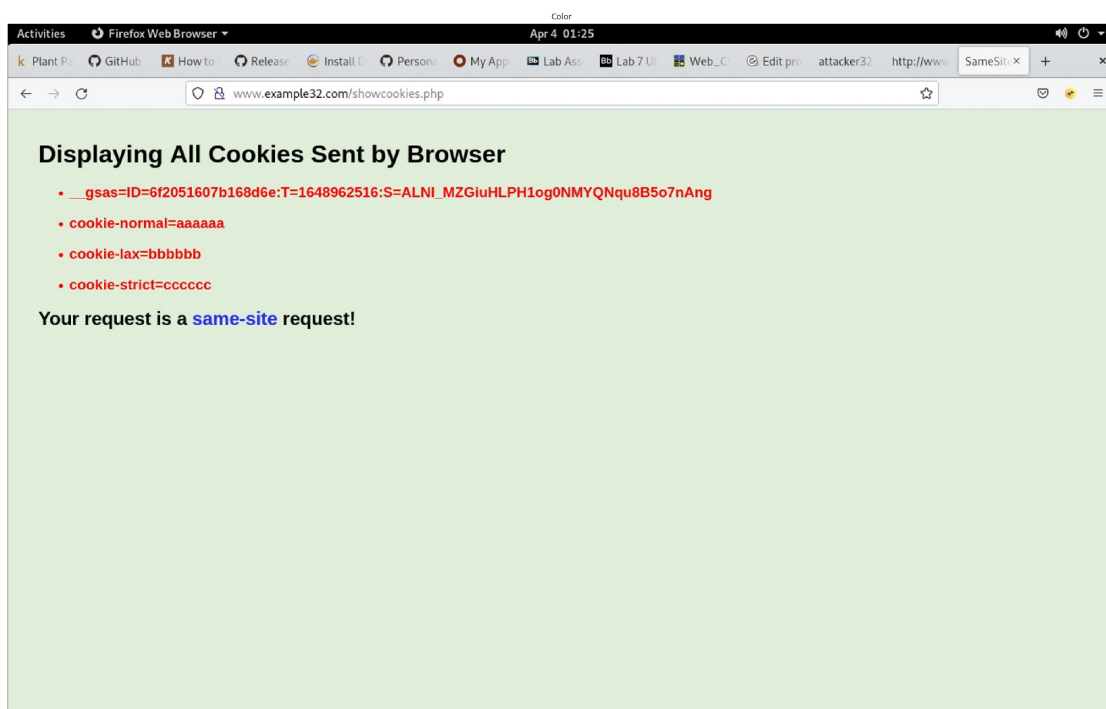 Color
Activities Firefox Web Browser Apr 4 01:25
Plant Pa GitHub How to Release Install D Persona My App Lab Ass Lab 7 UI Web_C Edit pro attacker32. http://www SameSite
www.example32.com/showcookies.php
Displaying All Cookies Sent by Browser
• __gsas=ID=6f2051607b168d6e:T=1648962516:S=ALNI_MZGiuHLPH1og0NMYQNqu8B5o7nAng
• cookie-normal=aaaaaa
• cookie-lax=bbbbbb
• cookie-strict=cccccc
Your request is a same-site request!